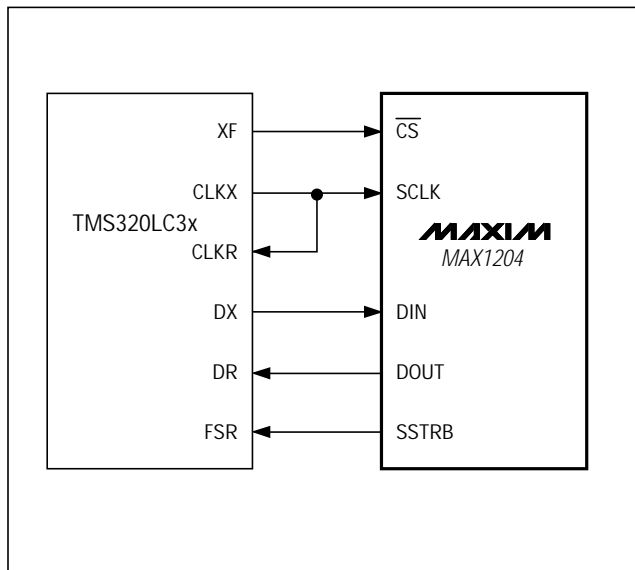 XF
CS
CLKX
SCLK
TMS320LC3x
MAXIM
MAX1204
CLKR
DX
DIN
DR
DOUT
FSR
SSTRB